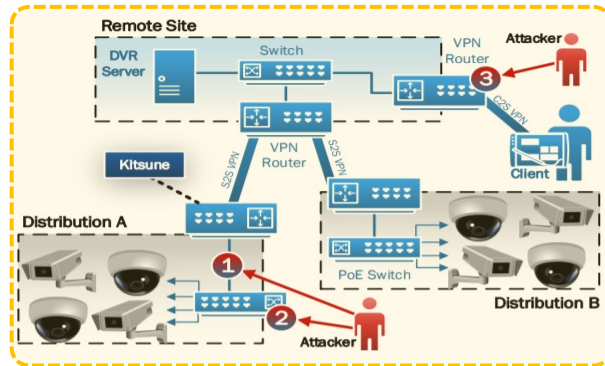 Remote Site
DVR
Server
Switch
VPN
Router
Attacker
3
C2S VPN
VPN
Router
S2S VPN
S2S VPN
Client
Kitsune
Distribution A
1
2
Attacker
PoE Switch
Distribution B